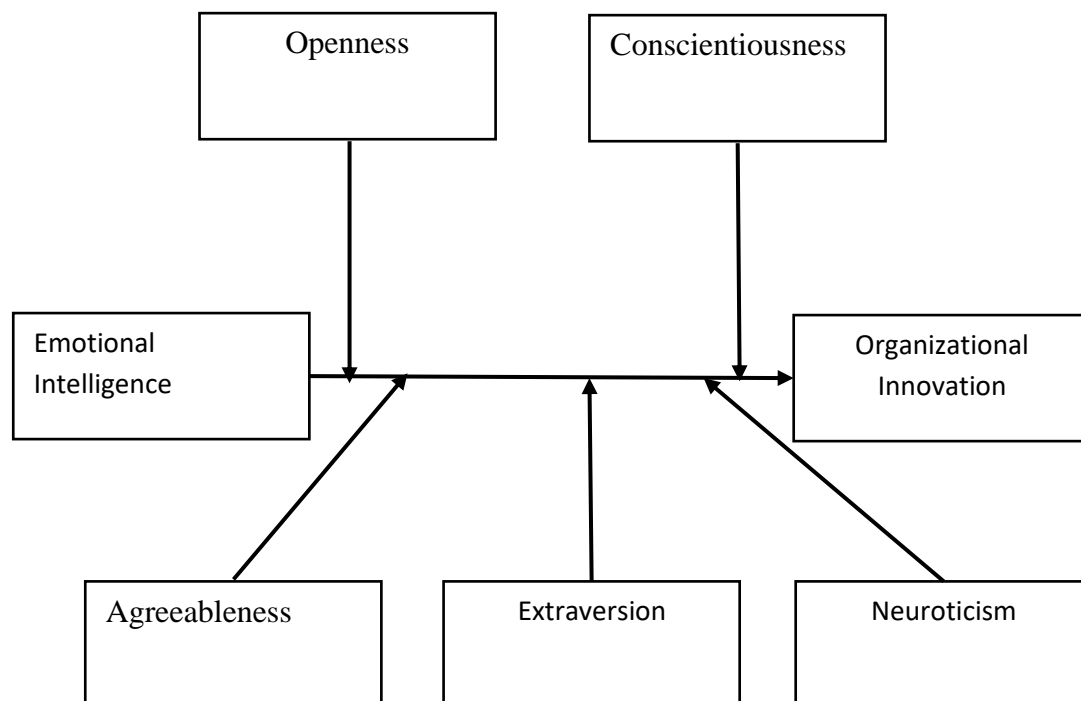 Openness
Conscientiousness
Emotional
Intelligence
Organizational
Innovation
Agreeableness
Extraversion
Neuroticism